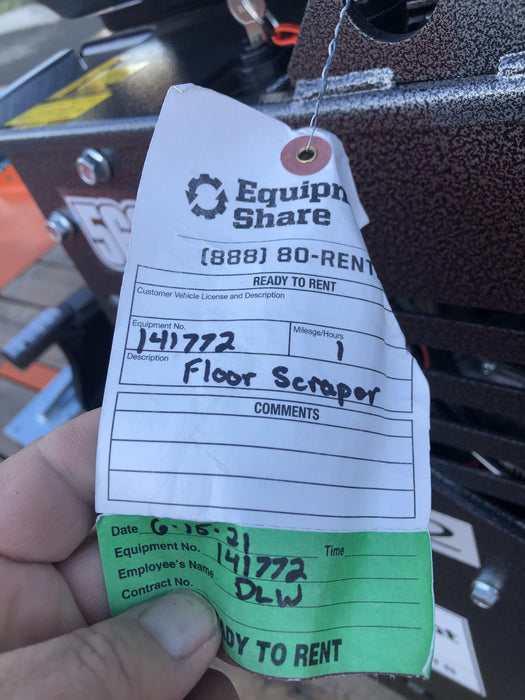 Equipn
Share
(888) 80-RENT
READY TO RENT
Customer Vehicle License and Description
Equipment No.
141772
Mileage/Hours
1
Description
Floor Scraper
COMMENTS
Date 6-15-21 Time
Equipment No. 141772
Employee's Name DLW
Contract No.
DY TO RENT